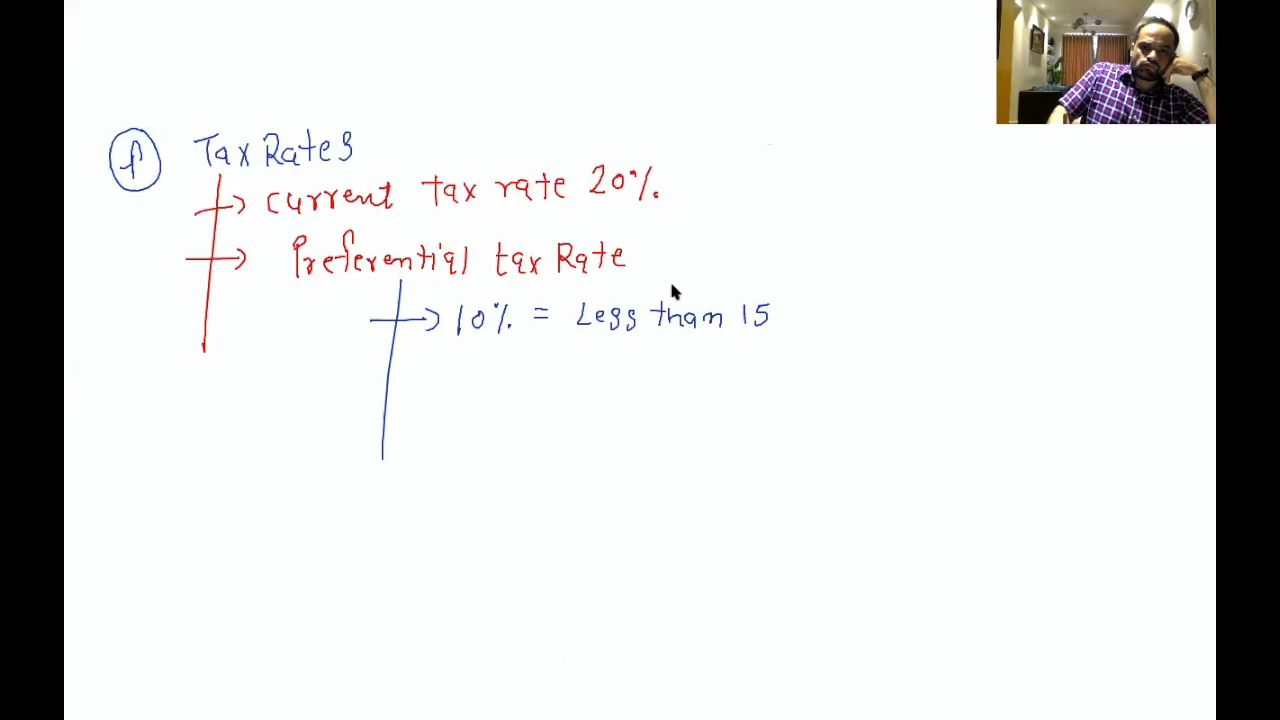 f Tax Rates
→ Current tax rate 20%.
→ Preferential tax Rate
→ 10% = Less than 15